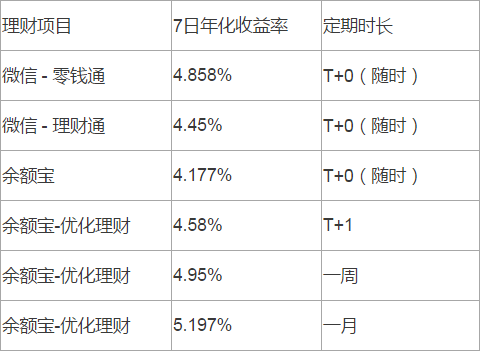 理财项目 7日年化收益率 定期时长
微信 - 零钱通 4.858% T+0（随时）
微信 - 理财通 4.45% T+0（随时）
余额宝 4.177% T+0（随时）
余额宝-优化理财 4.58% T+1
余额宝-优化理财 4.95% 一周
余额宝-优化理财 5.197% 一月